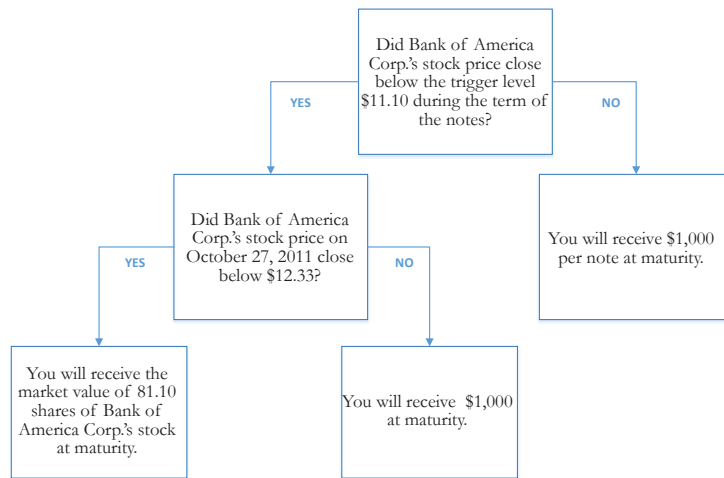 Did Bank of America
Corp.'s stock price close
below the trigger level
$11.10 during the term of
the notes?
YES
NO
Did Bank of America
Corp.'s stock price on
October 27, 2011 close
below $12.33?
You will receive $1,000
per note at maturity.
YES
NO
You will receive the
market value of 81.10
shares of Bank of
America Corp.'s stock
at maturity.
You will receive $1,000
at maturity.